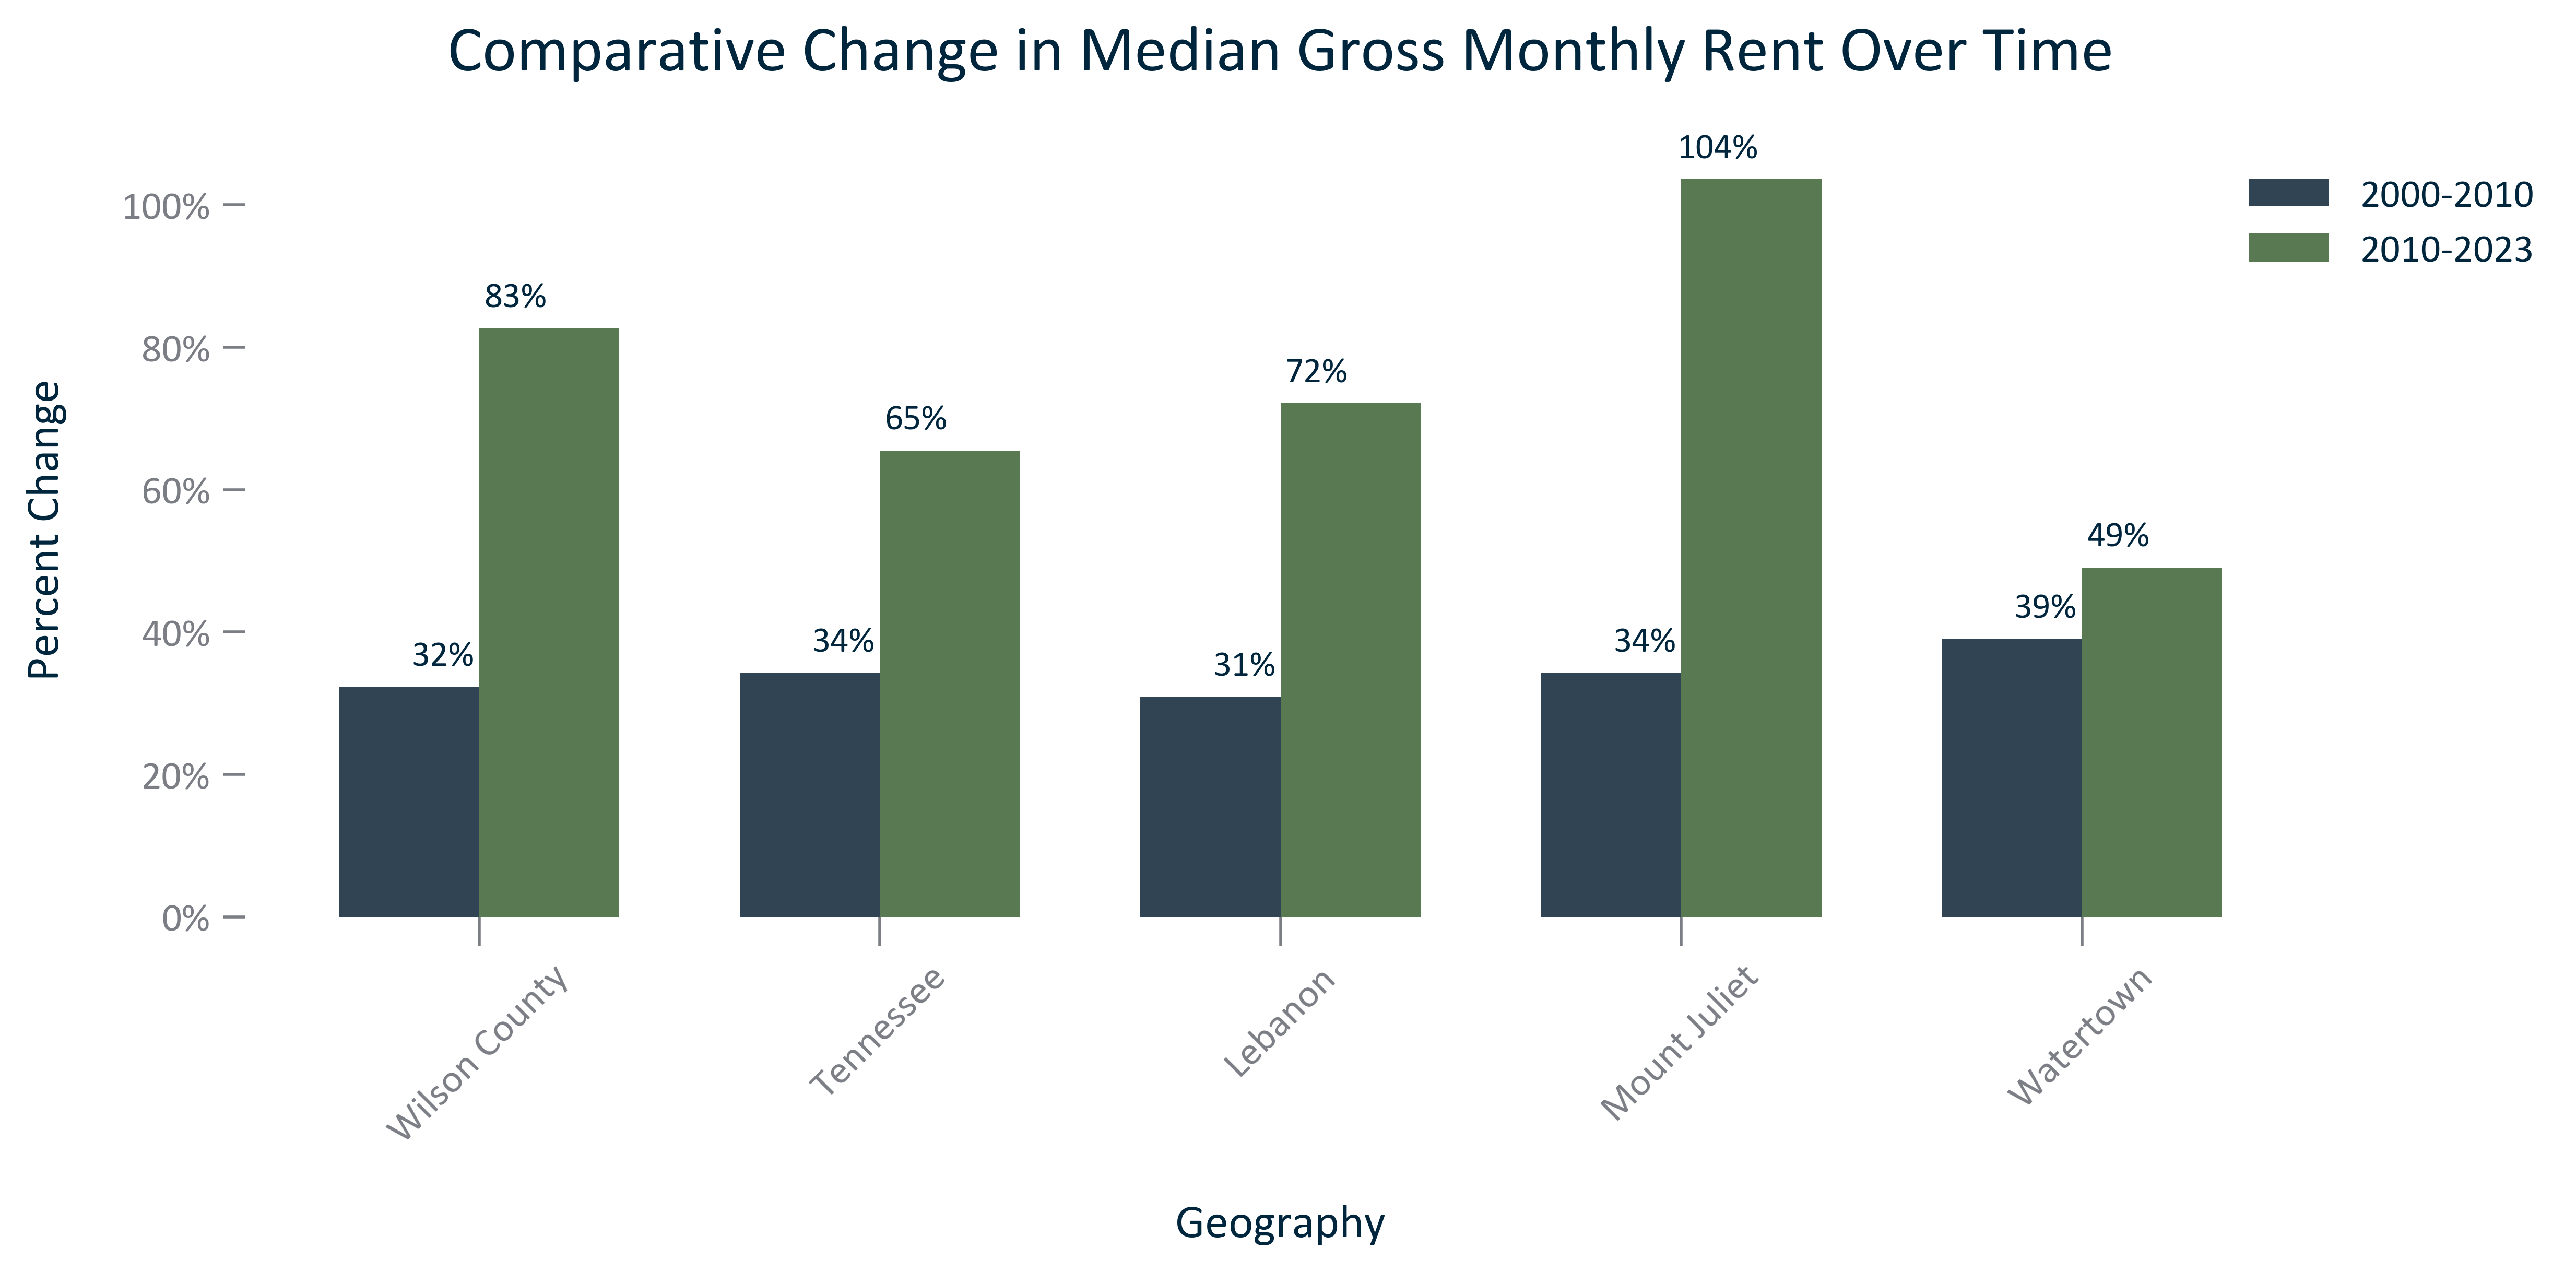 Comparative Change in Median Gross Monthly Rent Over Time
2000-2010
2010-2023
Percent Change
100%
80%
60%
40%
20%
0%
32%
83%
34%
65%
31%
72%
34%
104%
39%
49%
Wilson County
Tennessee
Lebanon
Mount Juliet
Watertown
Geography